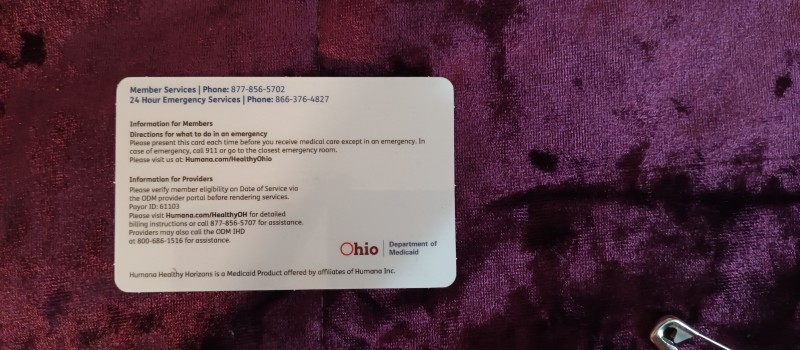 Member Services | Phone: 877-856-5702
24 Hour Emergency Services | Phone: 866-376-4827
Information for Members
Directions for what to do in an emergency
Please present this card each time before you receive medical care except in an emergency. In
case of emergency, call 911 or go to the closest emergency room.
Please visit us at: Humana.com/HealthyOhio
Information for Providers
Please verify member eligibility on Date of Service via
the ODM provider portal before rendering services.
Payor ID: 61103
Please visit Humana.com/HealthyOH for detailed
billing instructions or call 877-856-5707 for assistance.
Providers may also call the ODM IHD
at 800-686-1516 for assistance.
Ohio | Department of
Medicaid
Humana Healthy Horizons is a Medicaid Product offered by affiliates of Humana Inc.